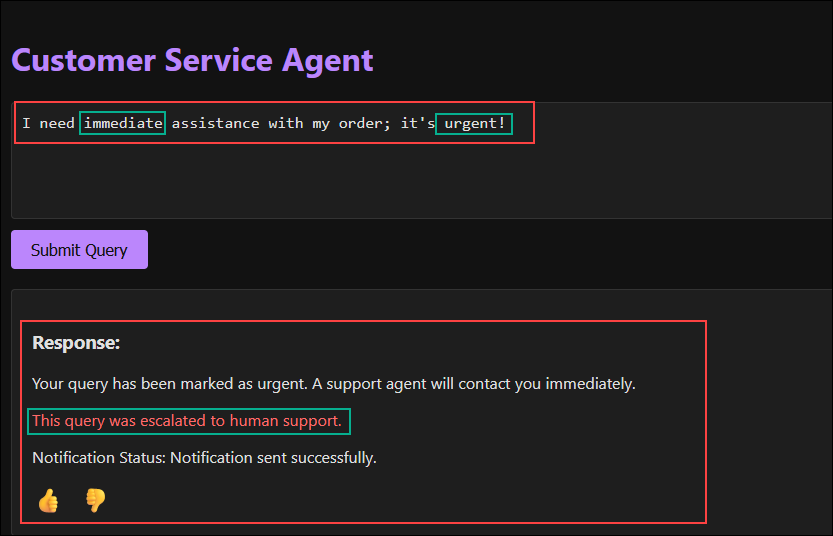 Customer Service Agent
I need immediate assistance with my order; it's urgent!
Submit Query
Response:
Your query has been marked as urgent. A support agent will contact you immediately.
This query was escalated to human support.
Notification Status: Notification sent successfully.